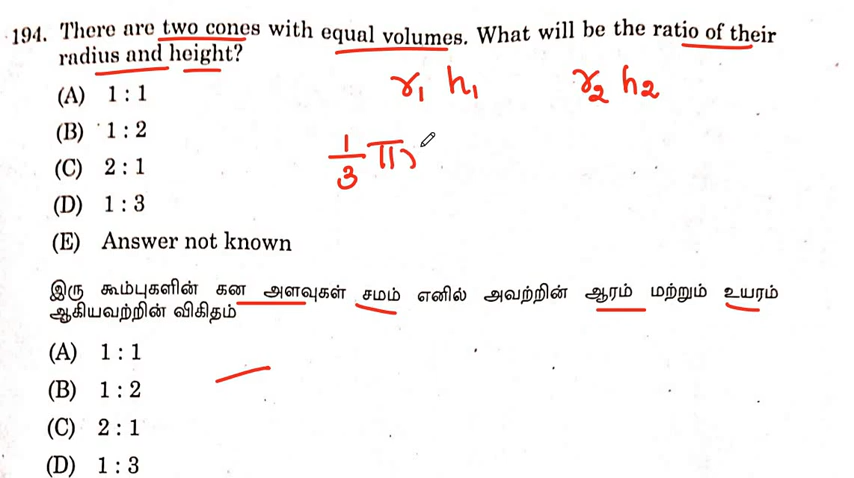 194. There are two cones with equal volumes. What will be the ratio of their
radius and height?
r₁ h₁ r₂ h₂
(A) 1 : 1
(B) 1 : 2
(C) 2 : 1
(D) 1 : 3
(E) Answer not known
1/3 π
இரு கூம்புகளின் கன அளவுகள் சமம் எனில் அவற்றின் ஆரம் மற்றும் உயரம்
ஆகியவற்றின் விகிதம்
(A) 1 : 1
(B) 1 : 2
(C) 2 : 1
(D) 1 : 3